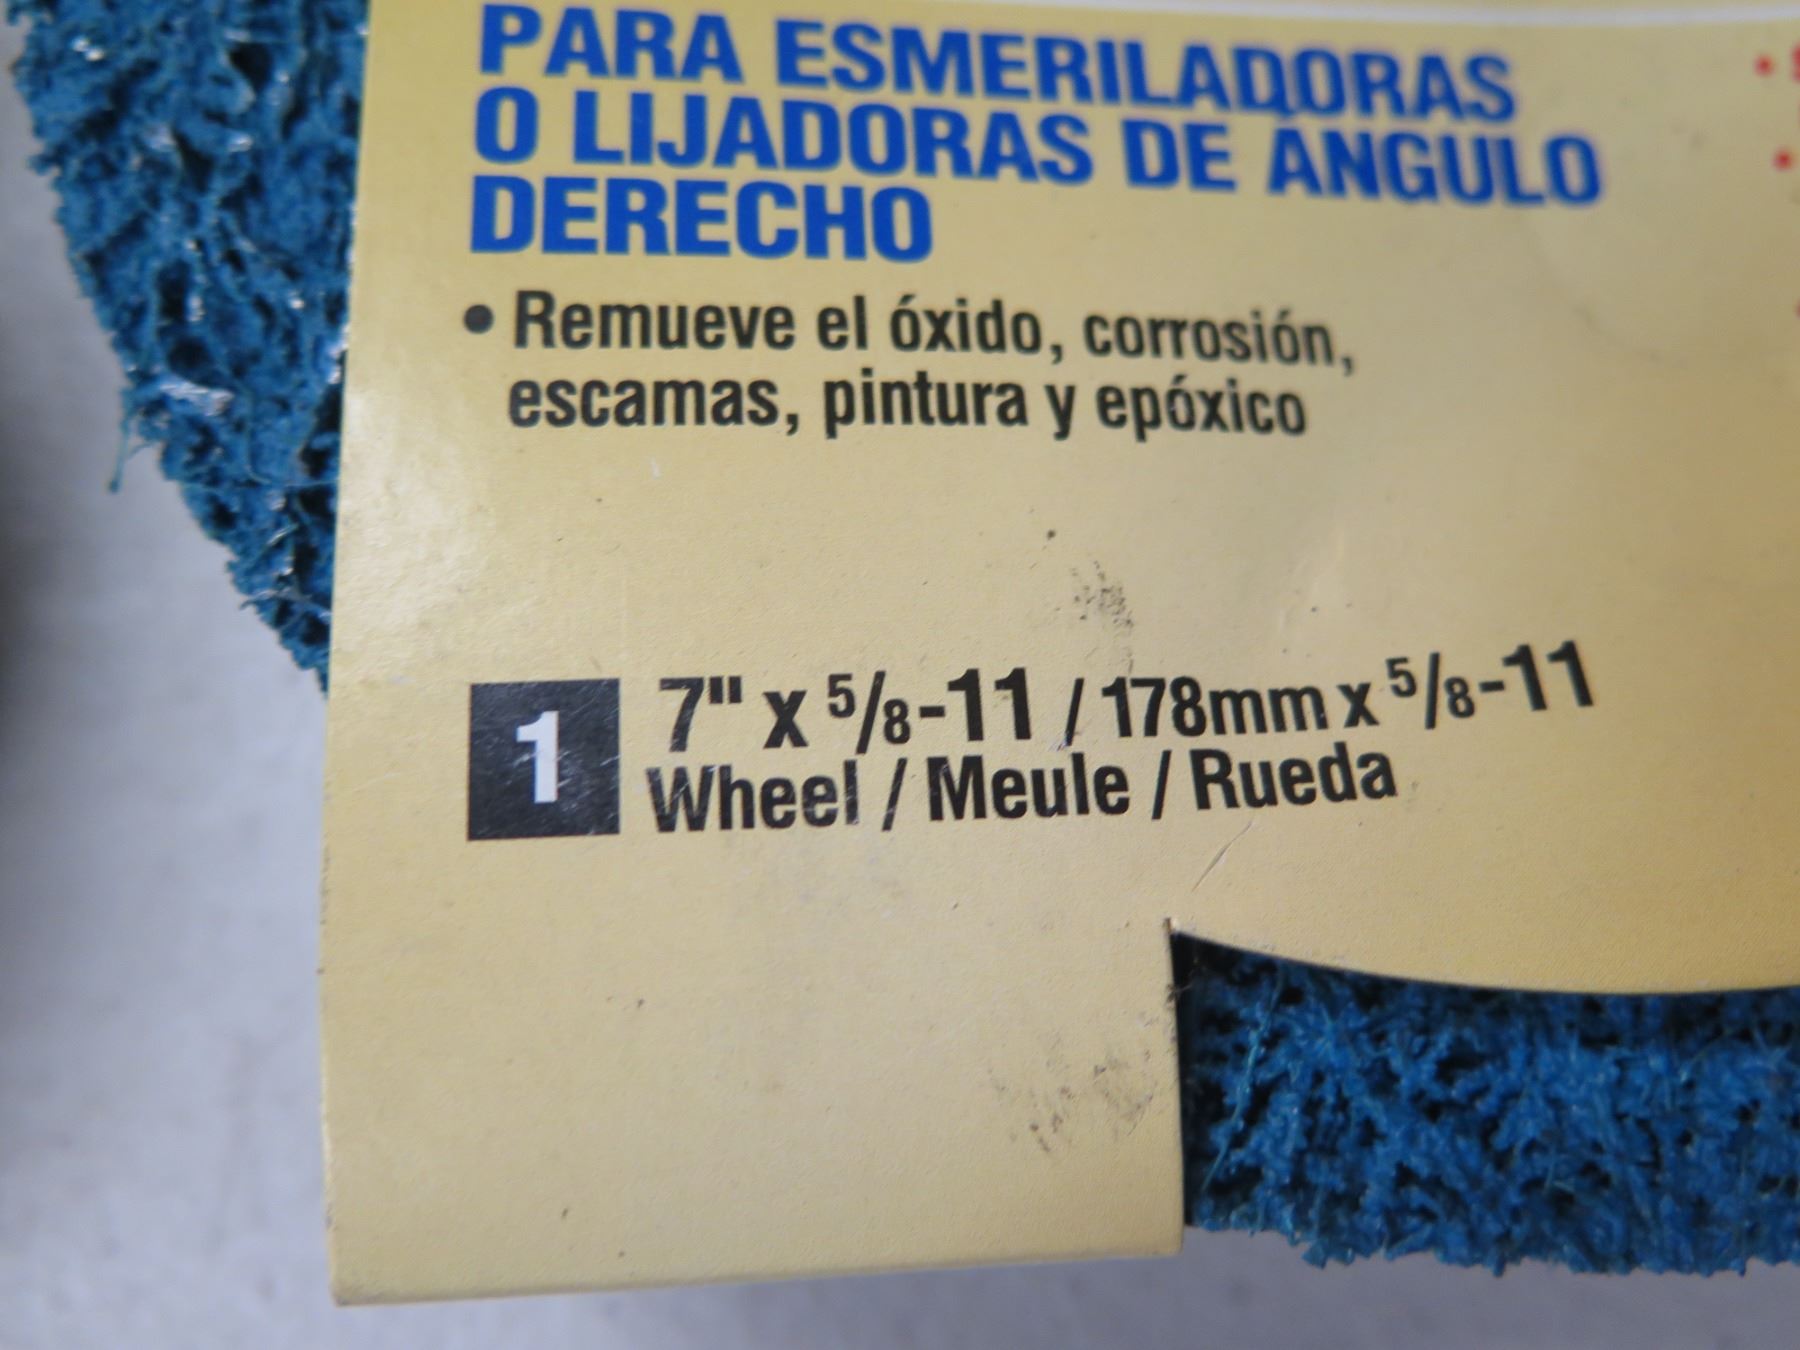 PARA ESMERILADORAS
O LIJADORAS DE ÁNGULO
DERECHO
• Remueve el óxido, corrosión,
escamas, pintura y epóxico
1
7" x 5/8-11 / 178mm x 5/8-11
Wheel / Meule / Rueda